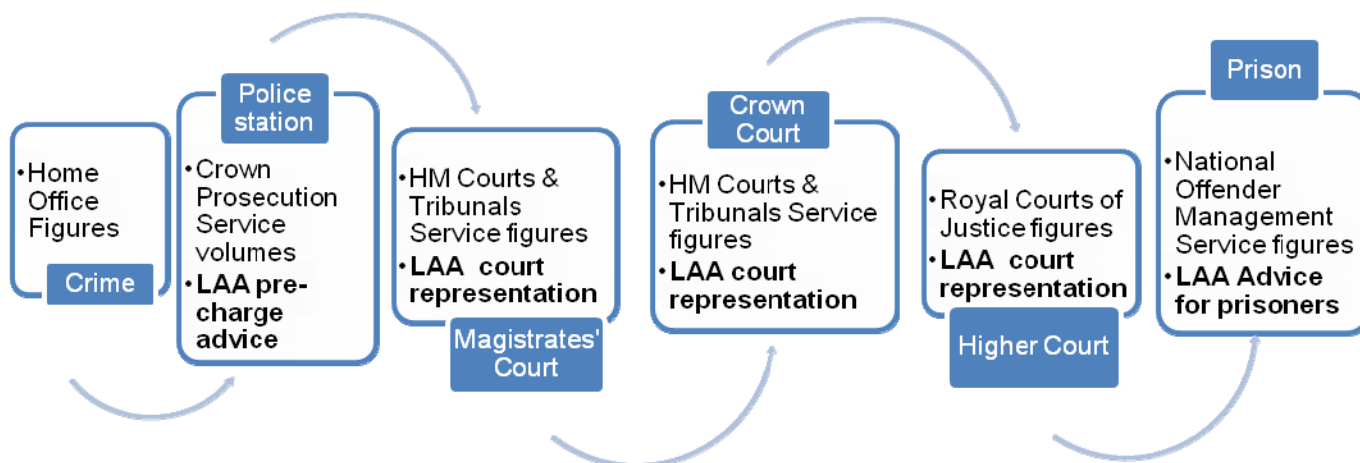 •Home
Office
Figures
Crime
Police
station
•Crown
Prosecution
Service
volumes
•LAA pre-
charge
advice
•HM Courts &
Tribunals
Service figures
•LAA court
representation
Magistrates'
Court
Crown
Court
•HM Courts &
Tribunals Service
figures
•LAA court
representation
•Royal Courts of
Justice figures
•LAA court
representation
Higher Court
Prison
•National
Offender
Management
Service figures
•LAA Advice
for prisoners